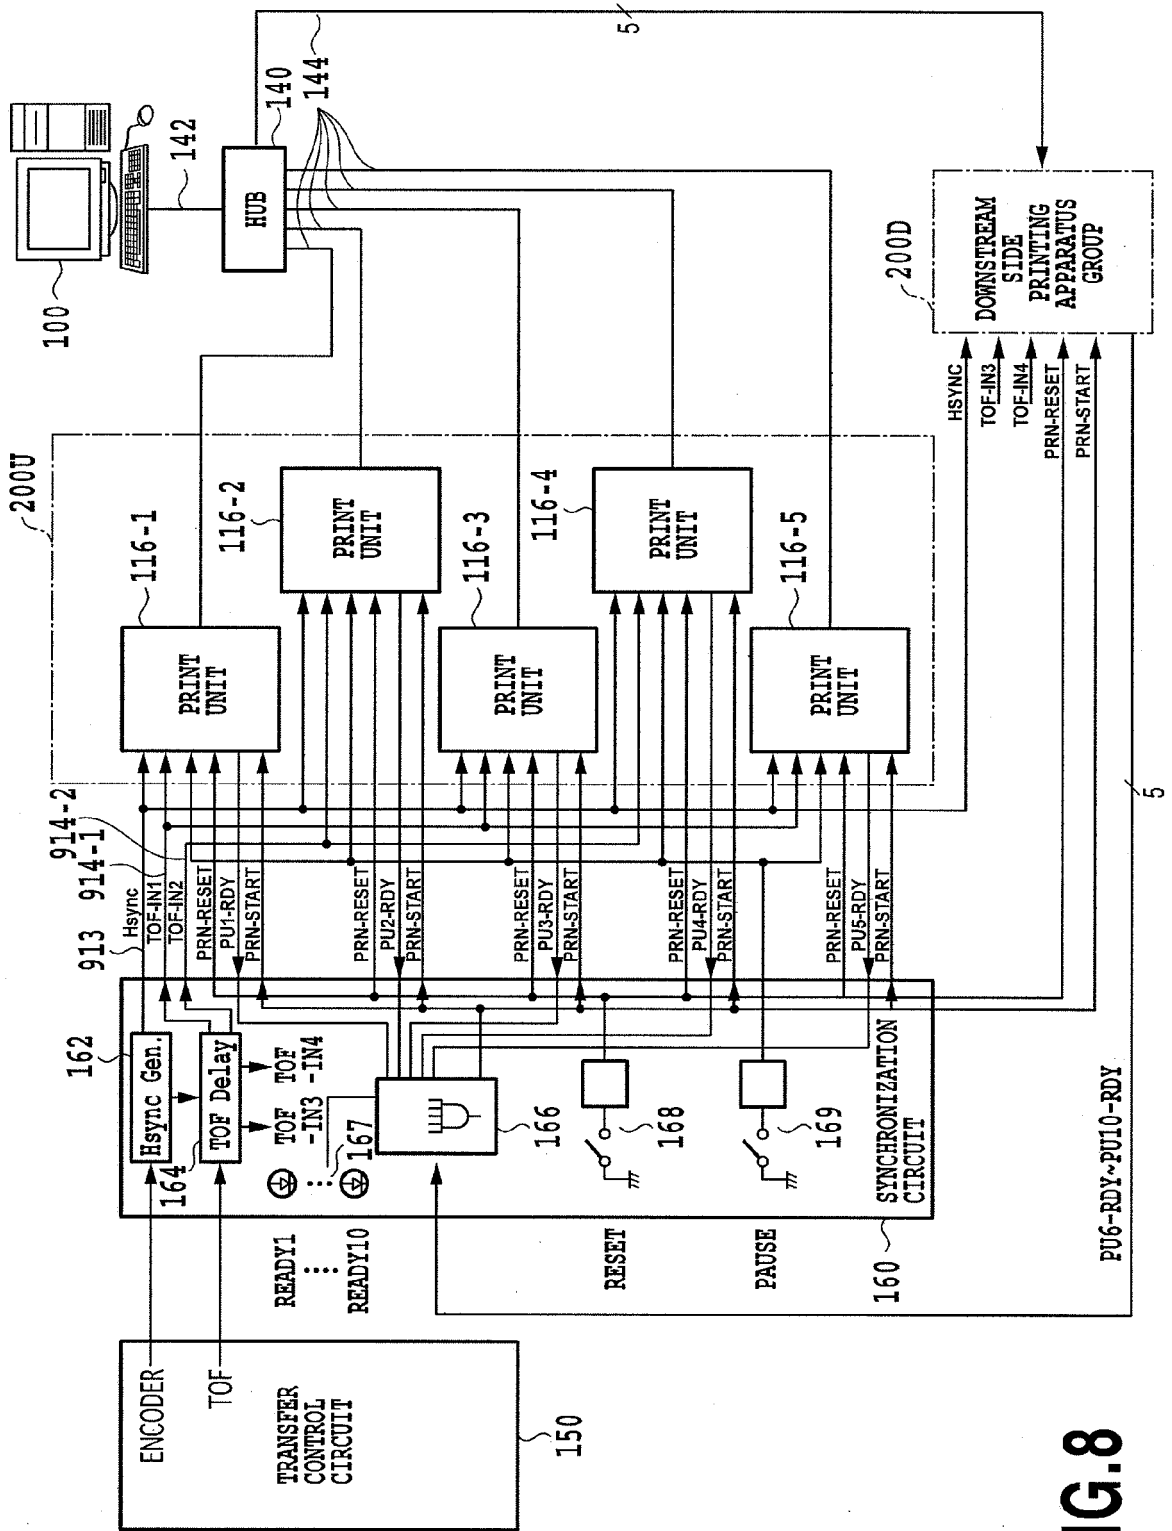 100
142
HUB
140
144
144
5
200U
116-1
PRINT
UNIT
116-2
PRINT
UNIT
116-3
PRINT
UNIT
116-4
PRINT
UNIT
116-5
PRINT
UNIT
200D
DOWNSTREAM
SIDE
PRINTING
APPARATUS
GROUP
HSYNC
TOF-IN3
TOF-IN4
PRN-RESET
PRN-START
913
914-1
914-2
Hsync
TOF-IN1
TOF-IN2
PRN-RESET
PU1-RDY
PRN-START
PRN-RESET
PU2-RDY
PRN-START
PRN-RESET
PU3-RDY
PRN-START
PRN-RESET
PU4-RDY
PRN-START
PRN-RESET
PU5-RDY
PRN-START
5
162
Hsync Gen.
164
TOF Delay
TOF
-IN3
TOF
-IN4
167
166
168
169
SYNCHRONIZATION
CIRCUIT
160
READY1
READY10
RESET
PAUSE
PU6-RDY~PU10-RDY
ENCODER
TOF
TRANSFER
CONTROL
CIRCUIT
150